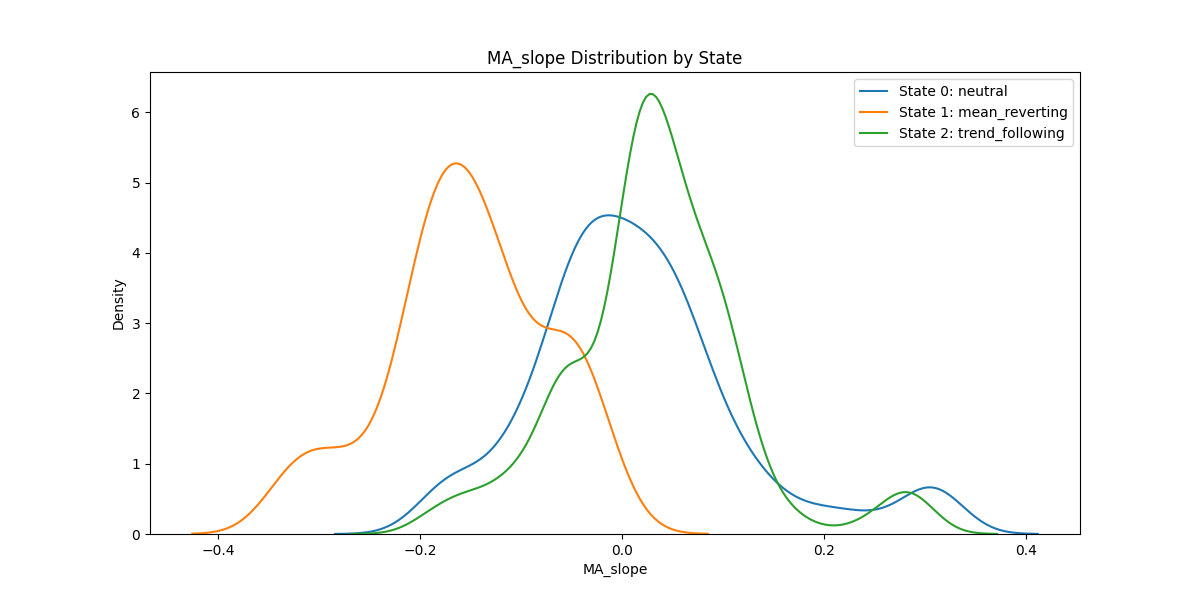 MA_slope Distribution by State
State 0: neutral
State 1: mean_reverting
State 2: trend_following
Density
6
5
4
3
2
1
0
−0.4 −0.2 0.0 0.2 0.4
MA_slope